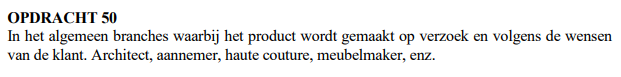 OPDRACHT 50
In het algemeen branches waarbij het product wordt gemaakt op verzoek en volgens de wensen
van de klant. Architect, aannemer, haute couture, meubelmaker, enz.